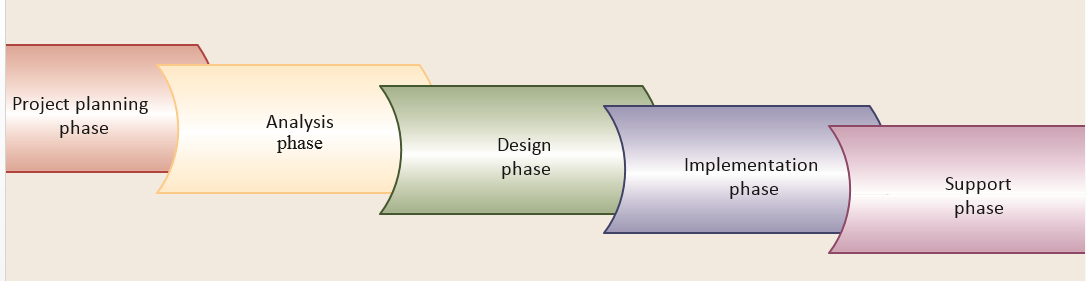 Project planning
phase
Analysis
phase
Design
phase
Implementation
phase
Support
phase